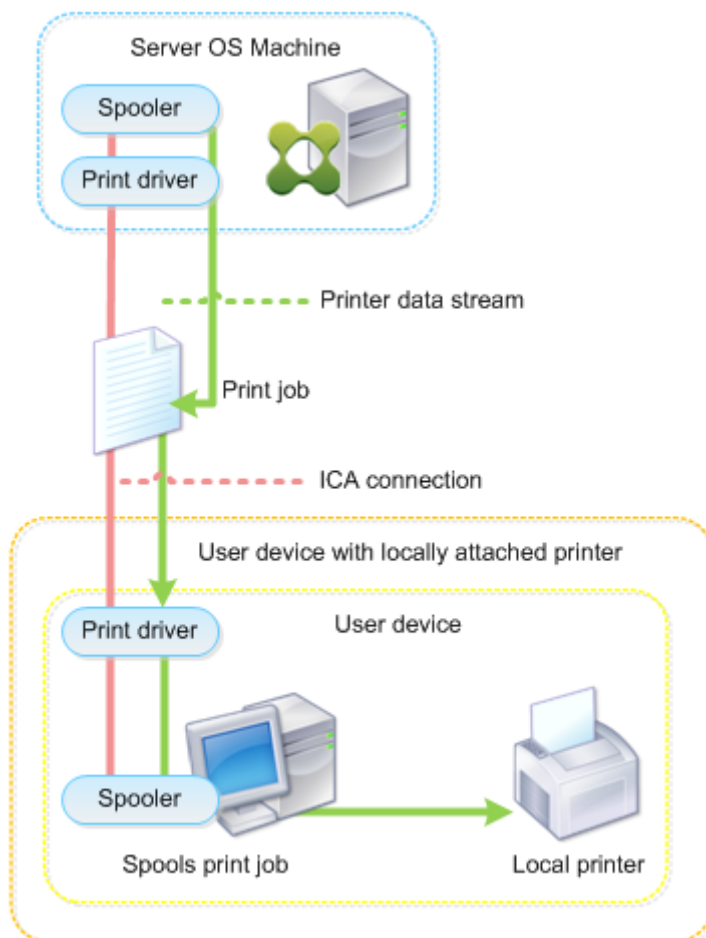 Server OS Machine
Spooler
Print driver
Printer data stream
Print job
ICA connection
User device with locally attached printer
Print driver
User device
Spooler
Spools print job
Local printer